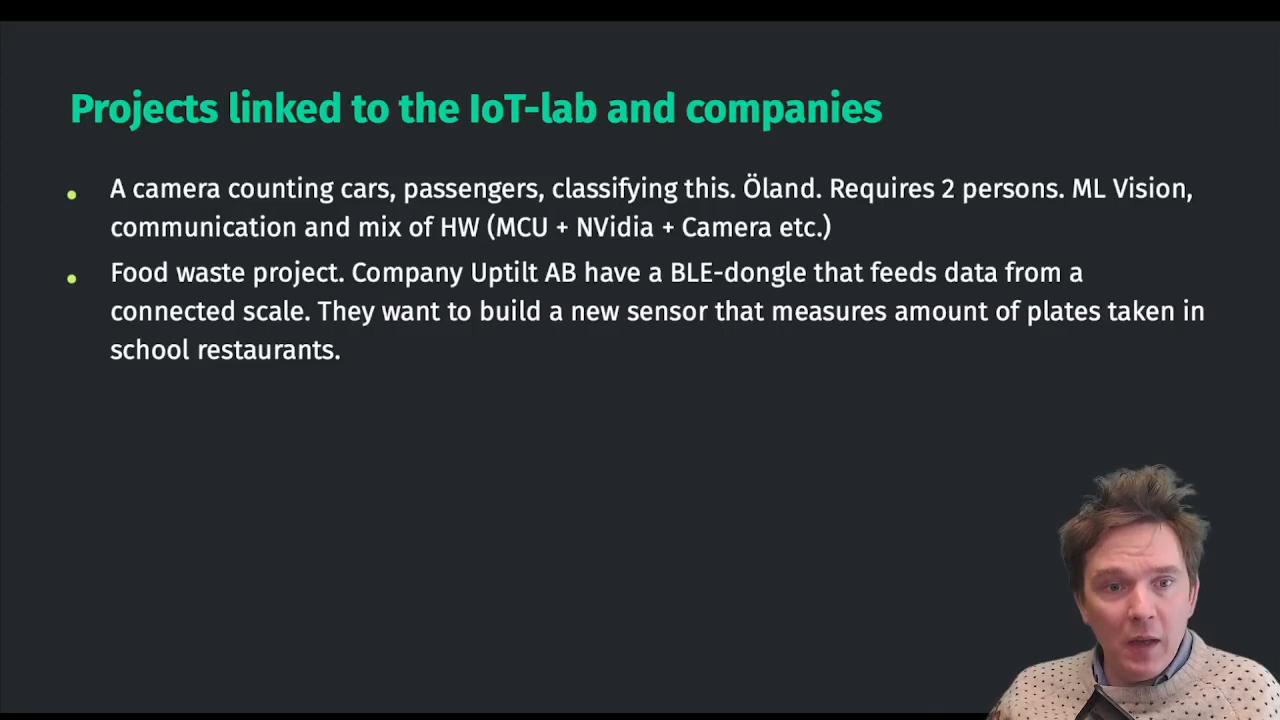 Projects linked to the IoT-lab and companies
A camera counting cars, passengers, classifying this. Öland. Requires 2 persons. ML Vision,
communication and mix of HW (MCU + NVidia + Camera etc.)
Food waste project. Company Uptilt AB have a BLE-dongle that feeds data from a
connected scale. They want to build a new sensor that measures amount of plates taken in
school restaurants.